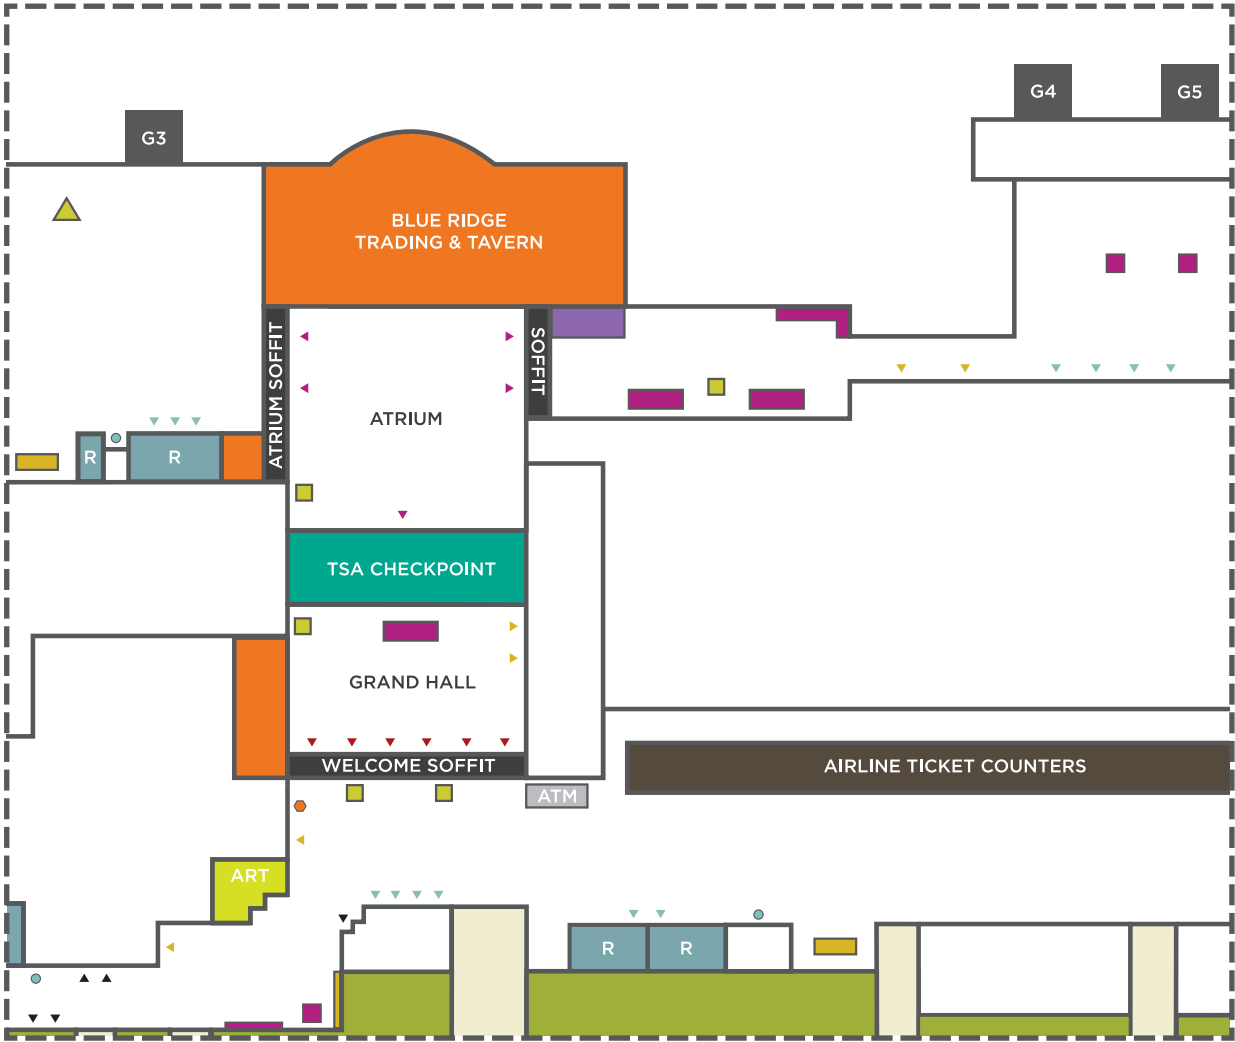 G4
G5
G3
BLUE RIDGE
TRADING & TAVERN
ATRIUM SOFFIT
SOFFIT
ATRIUM
R
R
TSA CHECKPOINT
GRAND HALL
WELCOME SOFFIT
AIRLINE TICKET COUNTERS
ATM
ART
R
R